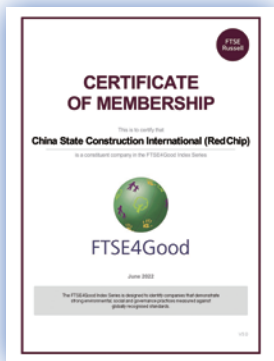 FTSE
Russell
CERTIFICATE
OF MEMBERSHIP
This is to certify that
China State Construction International (Red Chip)
is a constituent company in the FTSE4Good Index Series
FTSE4Good
June 2022
The FTSE4Good Index Series is designed to identify companies that demonstrate
strong environmental, social and governance practices measured against
globally recognised standards.